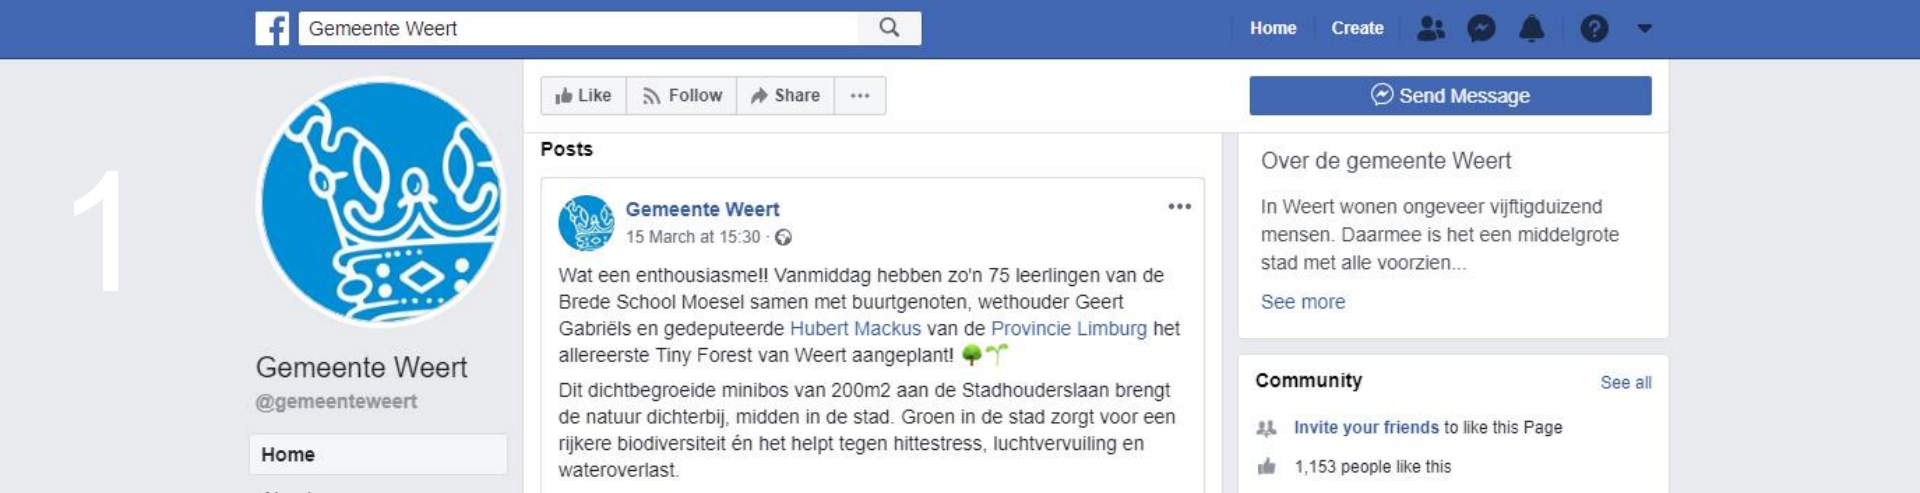 Gemeente Weert
Home
Create
1
Gemeente Weert
@gemeenteweert
Home
Like
Follow
Share
Send Message
Posts
Gemeente Weert
15 March at 15:30 ·
Wat een enthousiasme!! Vanmiddag hebben zo'n 75 leerlingen van de
Brede School Moesel samen met buurtgenoten, wethouder Geert
Gabriëls en gedeputeerde Hubert Mackus van de Provincie Limburg het
allereerste Tiny Forest van Weert aangeplant! 🌳🌱
Dit dichtbegroeide minibos van 200m2 aan de Stadhouderslaan brengt
de natuur dichterbij, midden in de stad. Groen in de stad zorgt voor een
rijkere biodiversiteit én het helpt tegen hittestress, luchtvervuiling en
wateroverlast.
Over de gemeente Weert
In Weert wonen ongeveer vijftigduizend
mensen. Daarmee is het een middelgrote
stad met alle voorzien...
See more
Community
See all
Invite your friends to like this Page
1,153 people like this